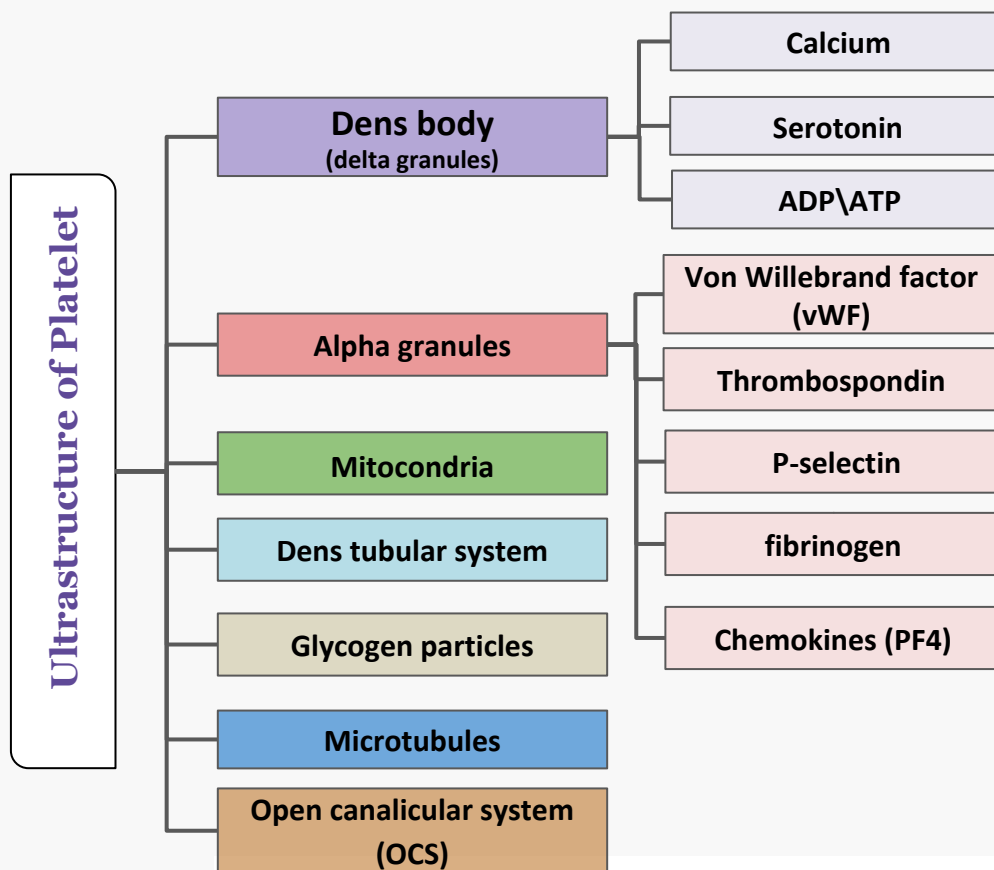 Ultrastructure of Platelet
Dens body
(delta granules)
Calcium
Serotonin
ADP\ATP
Alpha granules
Von Willebrand factor
(vWF)
Thrombospondin
P-selectin
fibrinogen
Chemokines (PF4)
Mitocondria
Dens tubular system
Glycogen particles
Microtubules
Open canalicular system
(OCS)